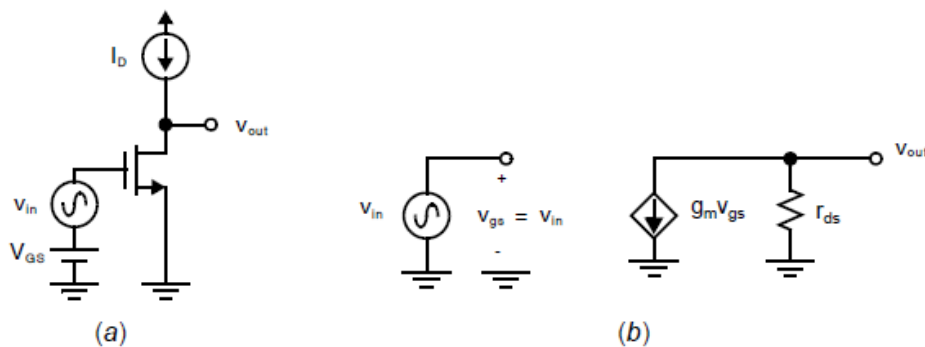 I_D
v_out
v_in
V_GS
(a)
v_in
+
v_gs = v_in
-
g_m v_gs
r_ds
v_out
(b)